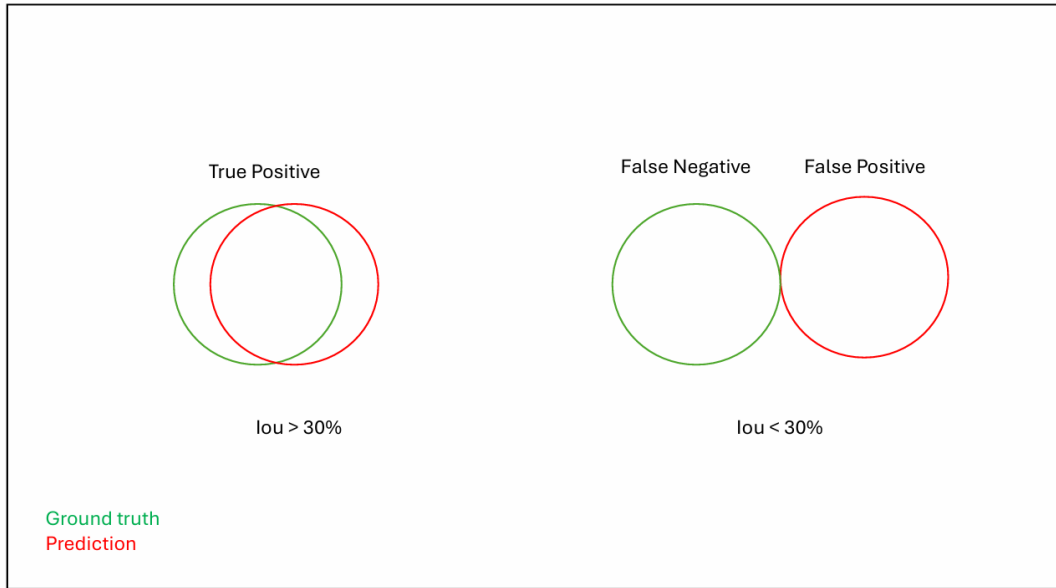 True Positive
False Negative
False Positive
Iou > 30%
Iou < 30%
Ground truth
Prediction